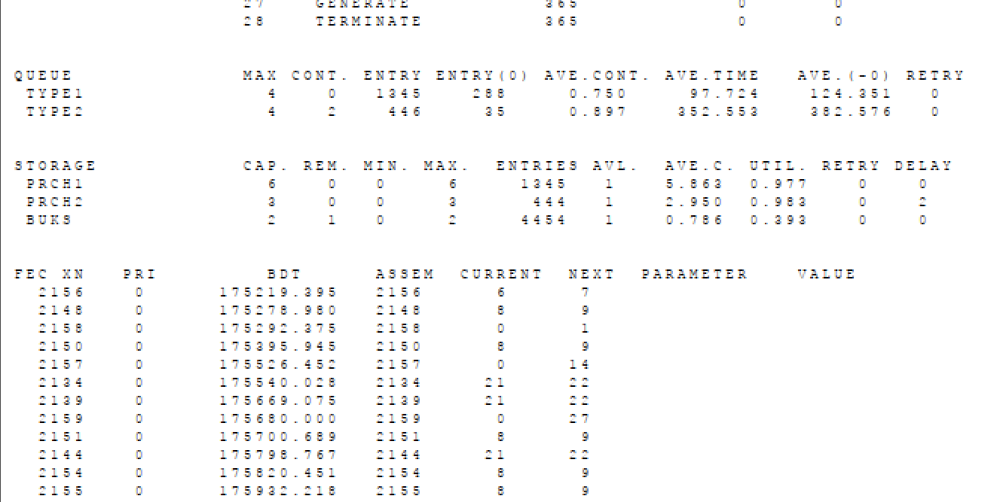 27 GENERATE 365 0 0
28 TERMINATE 365 0 0
QUEUE MAX CONT. ENTRY ENTRY(0) AVE.CONT. AVE.TIME AVE.(-0) RETRY
TYPE1 4 0 1345 288 0.750 97.724 124.351 0
TYPE2 4 2 446 35 0.897 352.553 382.576 0
STORAGE CAP. REM. MIN. MAX. ENTRIES AVL. AVE.C. UTIL. RETRY DELAY
PRCH1 6 0 0 6 1345 1 5.863 0.977 0 0
PRCH2 3 0 0 3 444 1 2.950 0.983 0 2
BUKS 2 1 0 2 4454 1 0.786 0.393 0 0
FEC XN PRI BDT ASSEM CURRENT NEXT PARAMETER VALUE
2156 0 175219.395 2156 6 7
2148 0 175278.980 2148 8 9
2158 0 175292.375 2158 0 1
2150 0 175395.945 2150 8 9
2157 0 175526.452 2157 0 14
2134 0 175540.028 2134 21 22
2139 0 175669.075 2139 21 22
2159 0 175680.000 2159 0 27
2151 0 175700.689 2151 8 9
2144 0 175798.767 2144 21 22
2154 0 175820.451 2154 8 9
2155 0 175932.218 2155 8 9